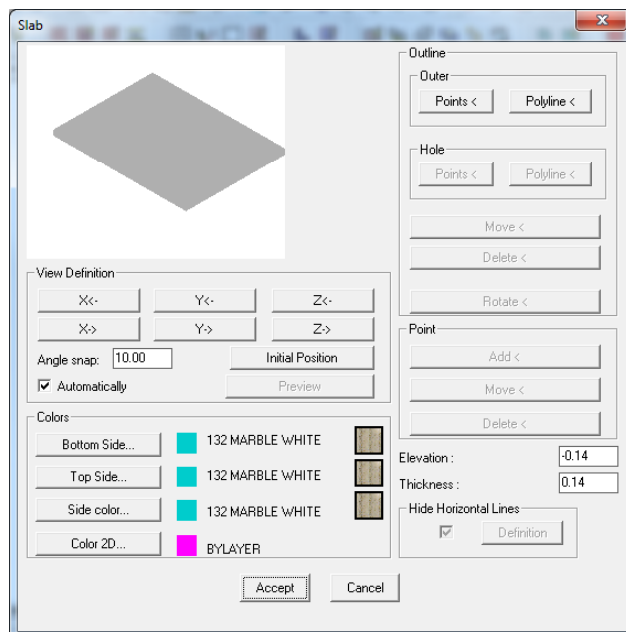 Slab
Outline
Outer
Points < Polyline <
Hole
Points < Polyline <
Move <
Delete <
Rotate <
View Definition
X<- Y<- Z<-
X-> Y-> Z->
Angle snap: 10.00 Initial Position
Automatically Preview
Point
Add <
Move <
Delete <
Colors
Bottom Side... 132 MARBLE WHITE
Top Side... 132 MARBLE WHITE
Side color... 132 MARBLE WHITE
Color 2D... BYLAYER
Elevation : -0.14
Thickness : 0.14
Hide Horizontal Lines
Definition
Accept Cancel